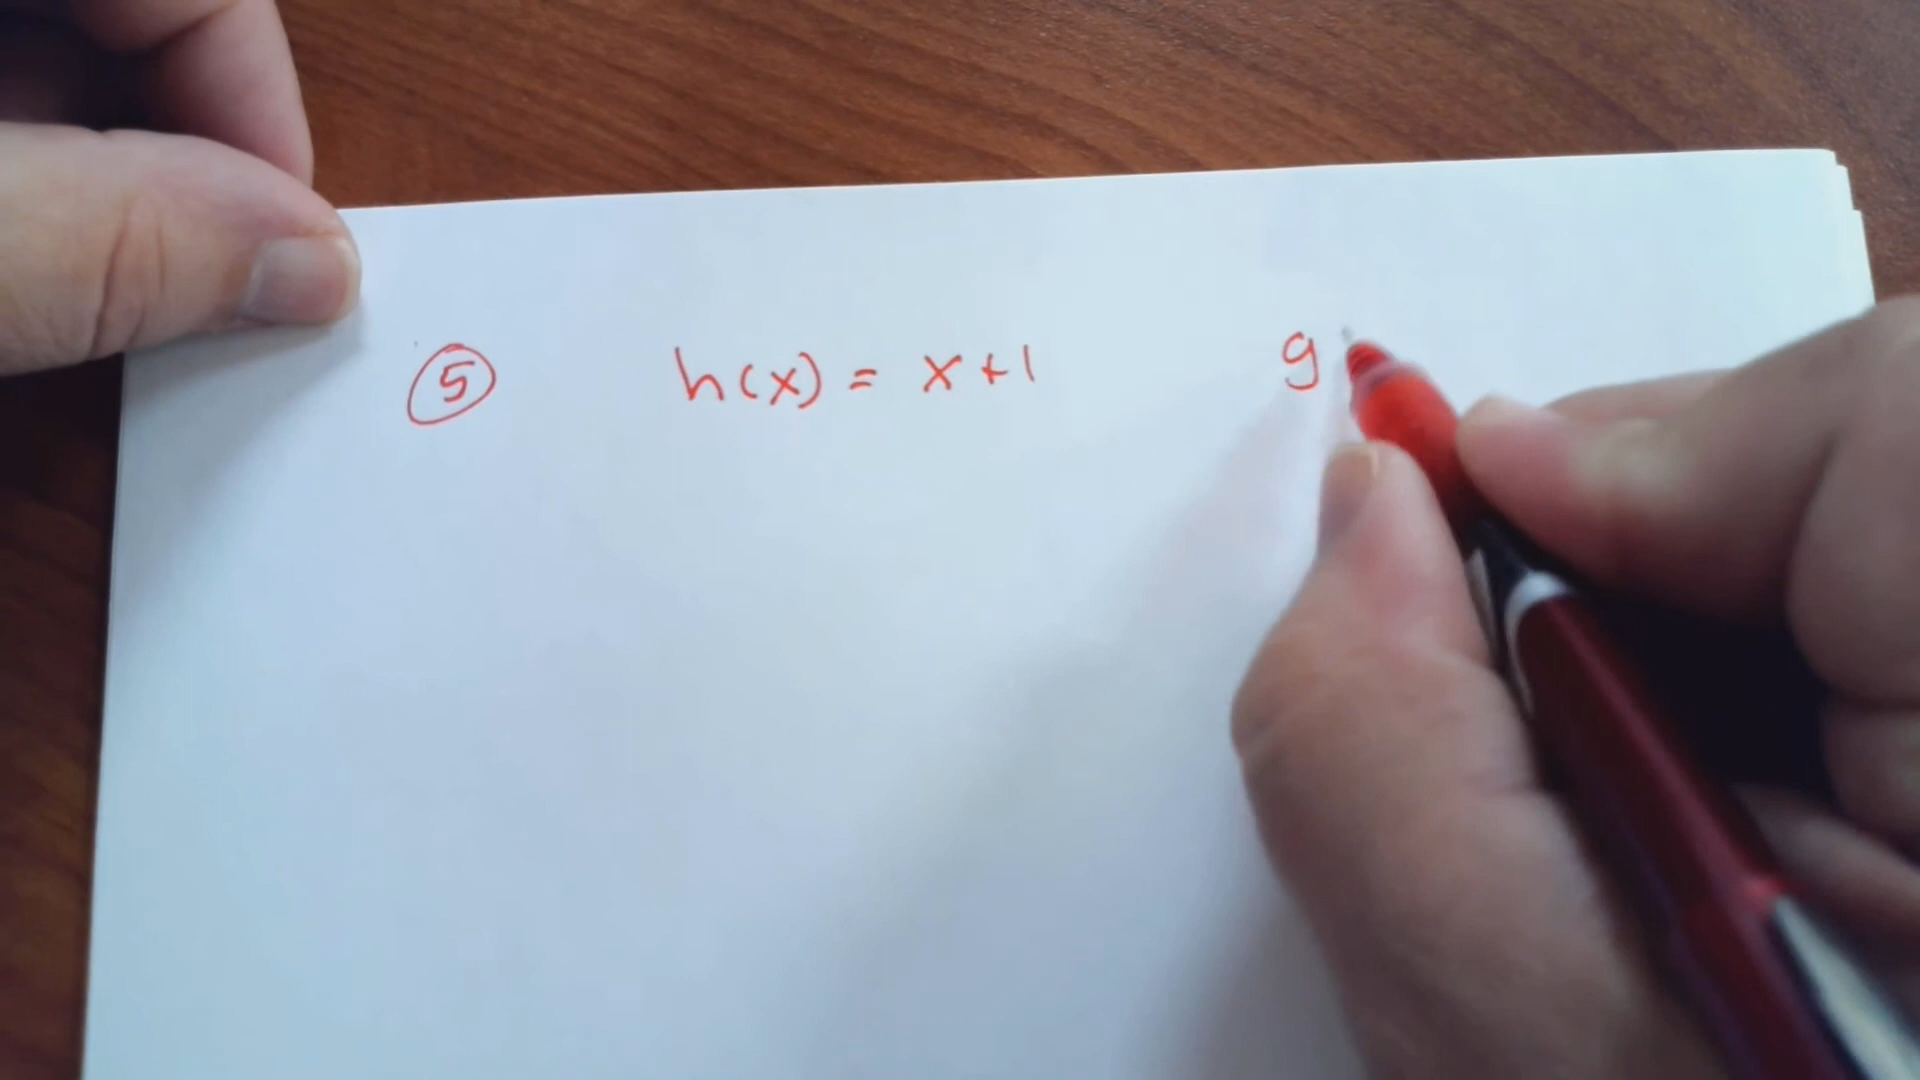 ⑤ h(x) = x+1 g